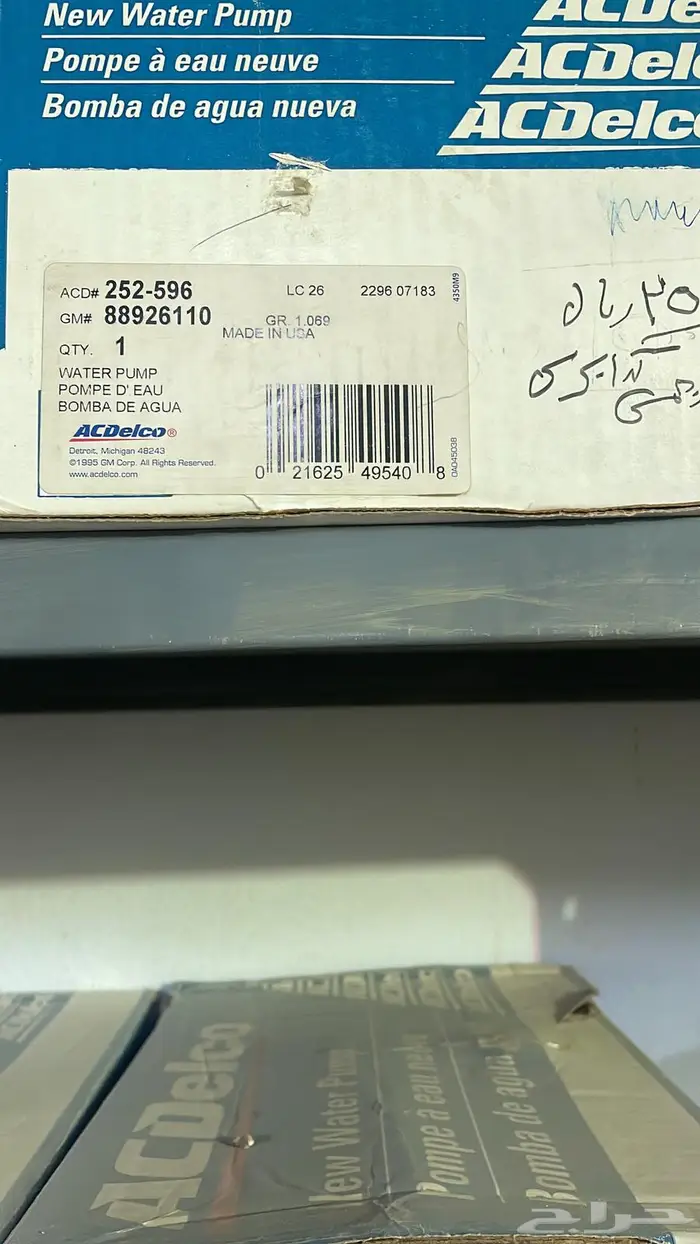 New Water Pump
Pompe à eau neuve
Bomba de agua nueva
ACDelco
ACDelco
ACDelco
ACD# 252-596
LC 26
2296 07183
4350M9
GM# 88926110
GR. 1.069
MADE IN USA
QTY. 1
WATER PUMP
POMPE D' EAU
BOMBA DE AGUA
ACDelco®
Detroit, Michigan 48243
©1995 GM Corp. All Rights Reserved.
www.acdelco.com
0 21625 49540 8
0A045038
ACDelco
New Water Pump
Pompe à eau neuve
Bomba de agua
حراج